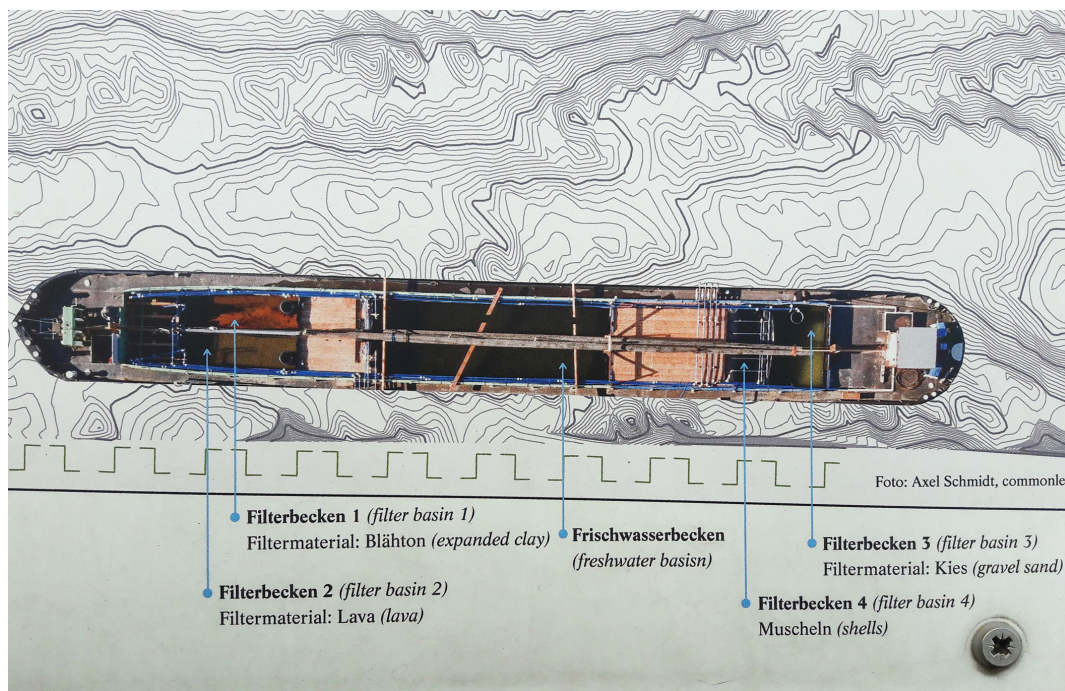 Foto: Axel Schmidt, commonle
Filterbecken 1 (filter basin 1)
Filtermaterial: Blähton (expanded clay)
Filterbecken 2 (filter basin 2)
Filtermaterial: Lava (lava)
Frischwasserbecken
(freshwater basisn)
Filterbecken 3 (filter basin 3)
Filtermaterial: Kies (gravel sand)
Filterbecken 4 (filter basin 4)
Muscheln (shells)